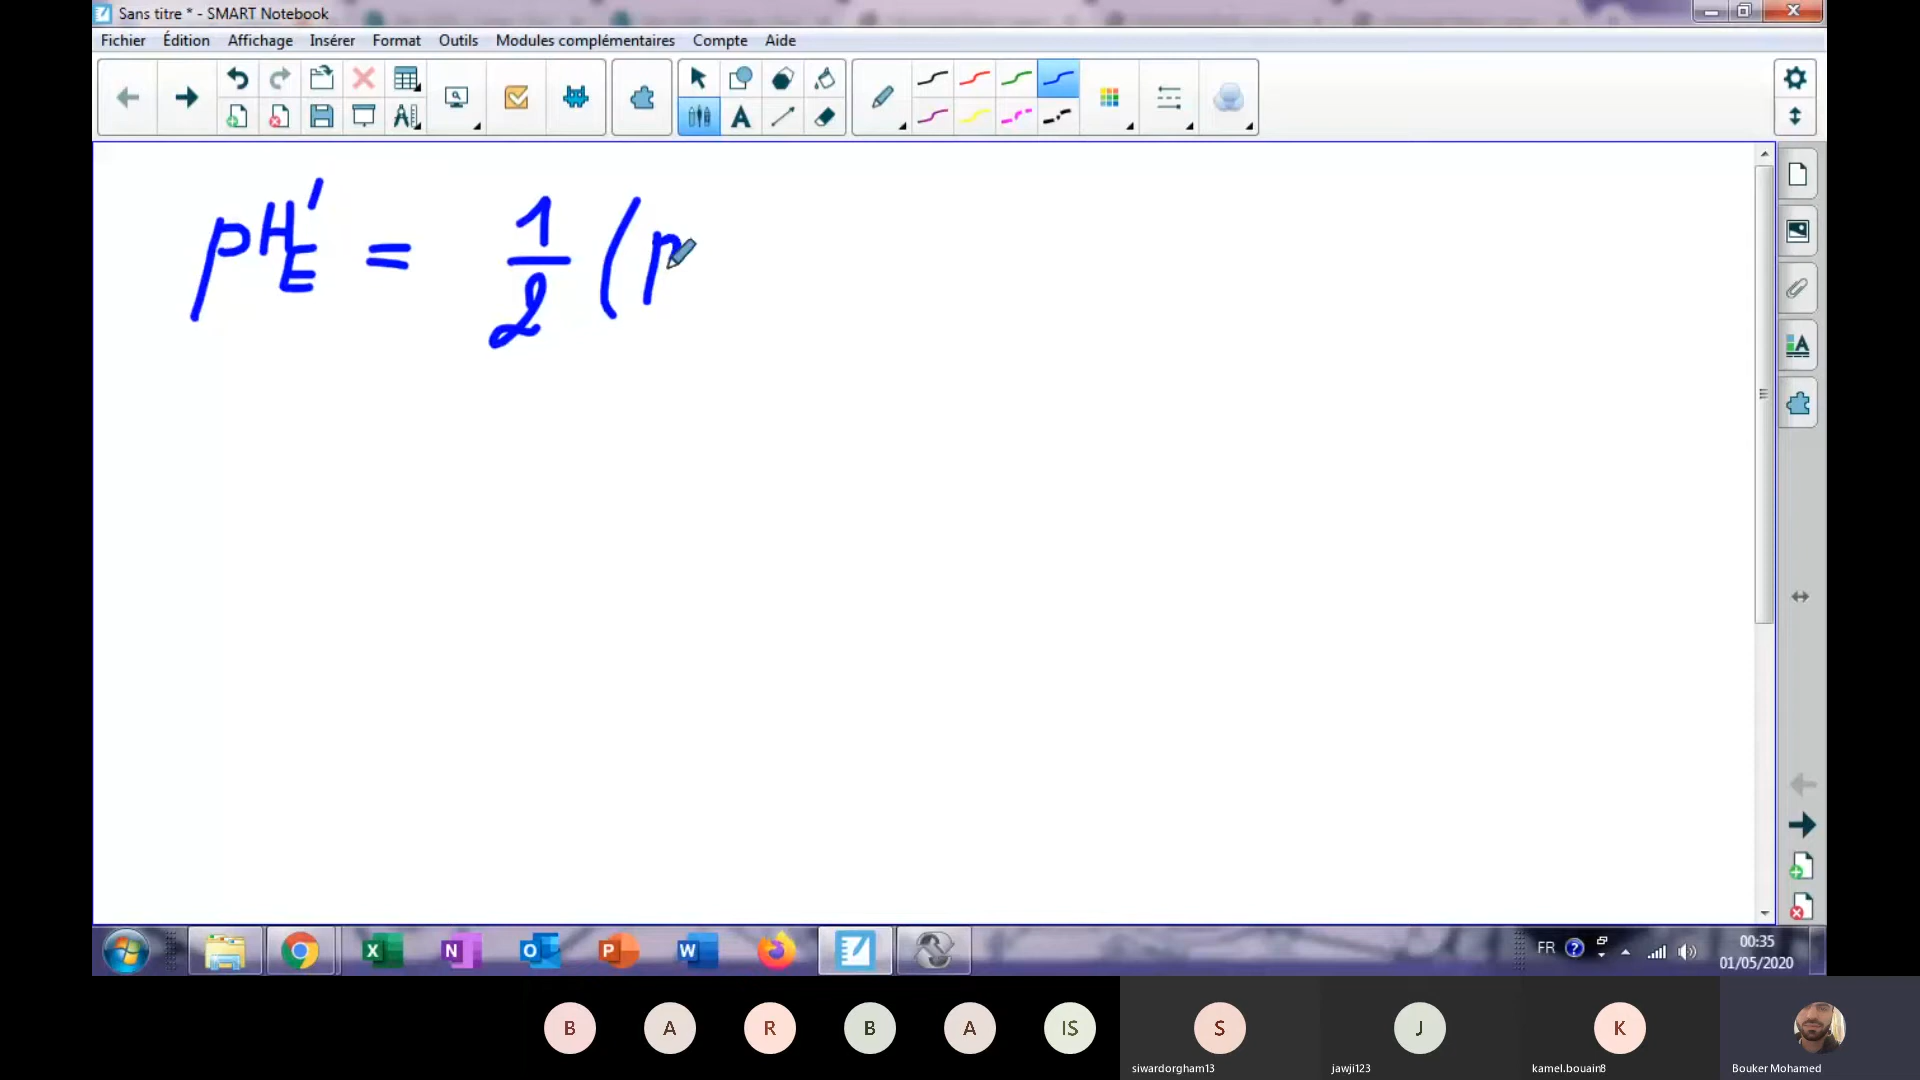 Sans titre * - SMART Notebook
Fichier Édition Affichage Insérer Format Outils Modules complémentaires Compte Aide
pH'E = 1/2 (p
FR
00:35
01/05/2020
B A R B A IS S J K
siwardorgham13 jawji123 kamel.bouain8 Bouker Mohamed